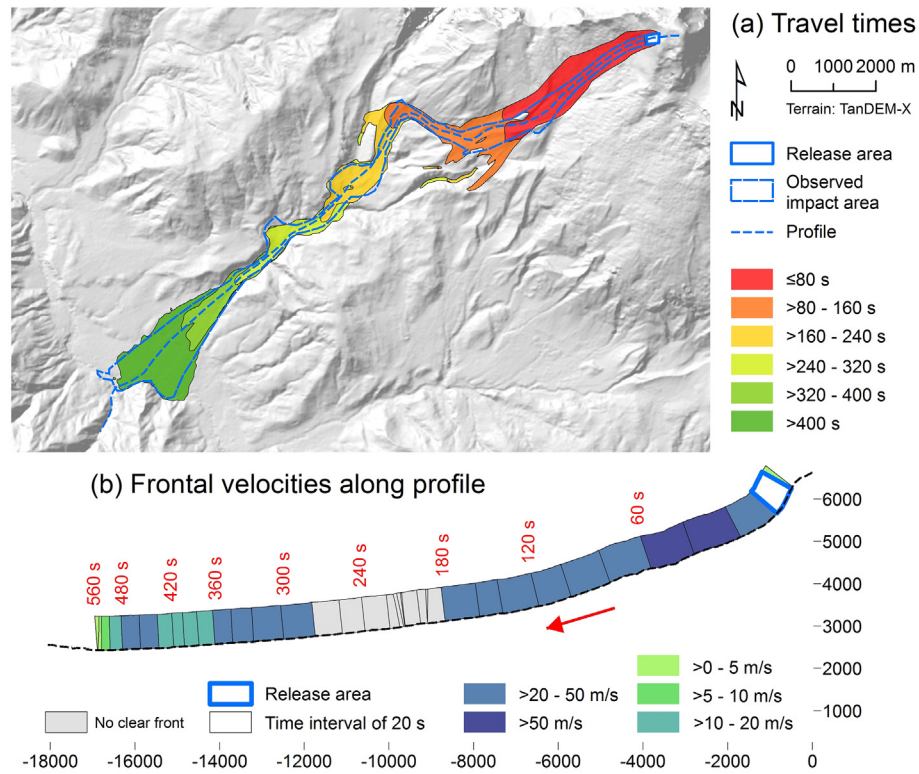 (a) Travel times
N
0 1000 2000 m
Terrain: TanDEM-X
Release area
Observed
impact area
Profile
≤80 s
>80 - 160 s
>160 - 240 s
>240 - 320 s
>320 - 400 s
>400 s
(b) Frontal velocities along profile
560 s
480 s
420 s
360 s
300 s
240 s
180 s
120 s
60 s
6000
5000
4000
3000
2000
1000
No clear front
Release area
Time interval of 20 s
>20 - 50 m/s
>50 m/s
>0 - 5 m/s
>5 - 10 m/s
>10 - 20 m/s
-18000 -16000 -14000 -12000 -10000 -8000 -6000 -4000 -2000 0